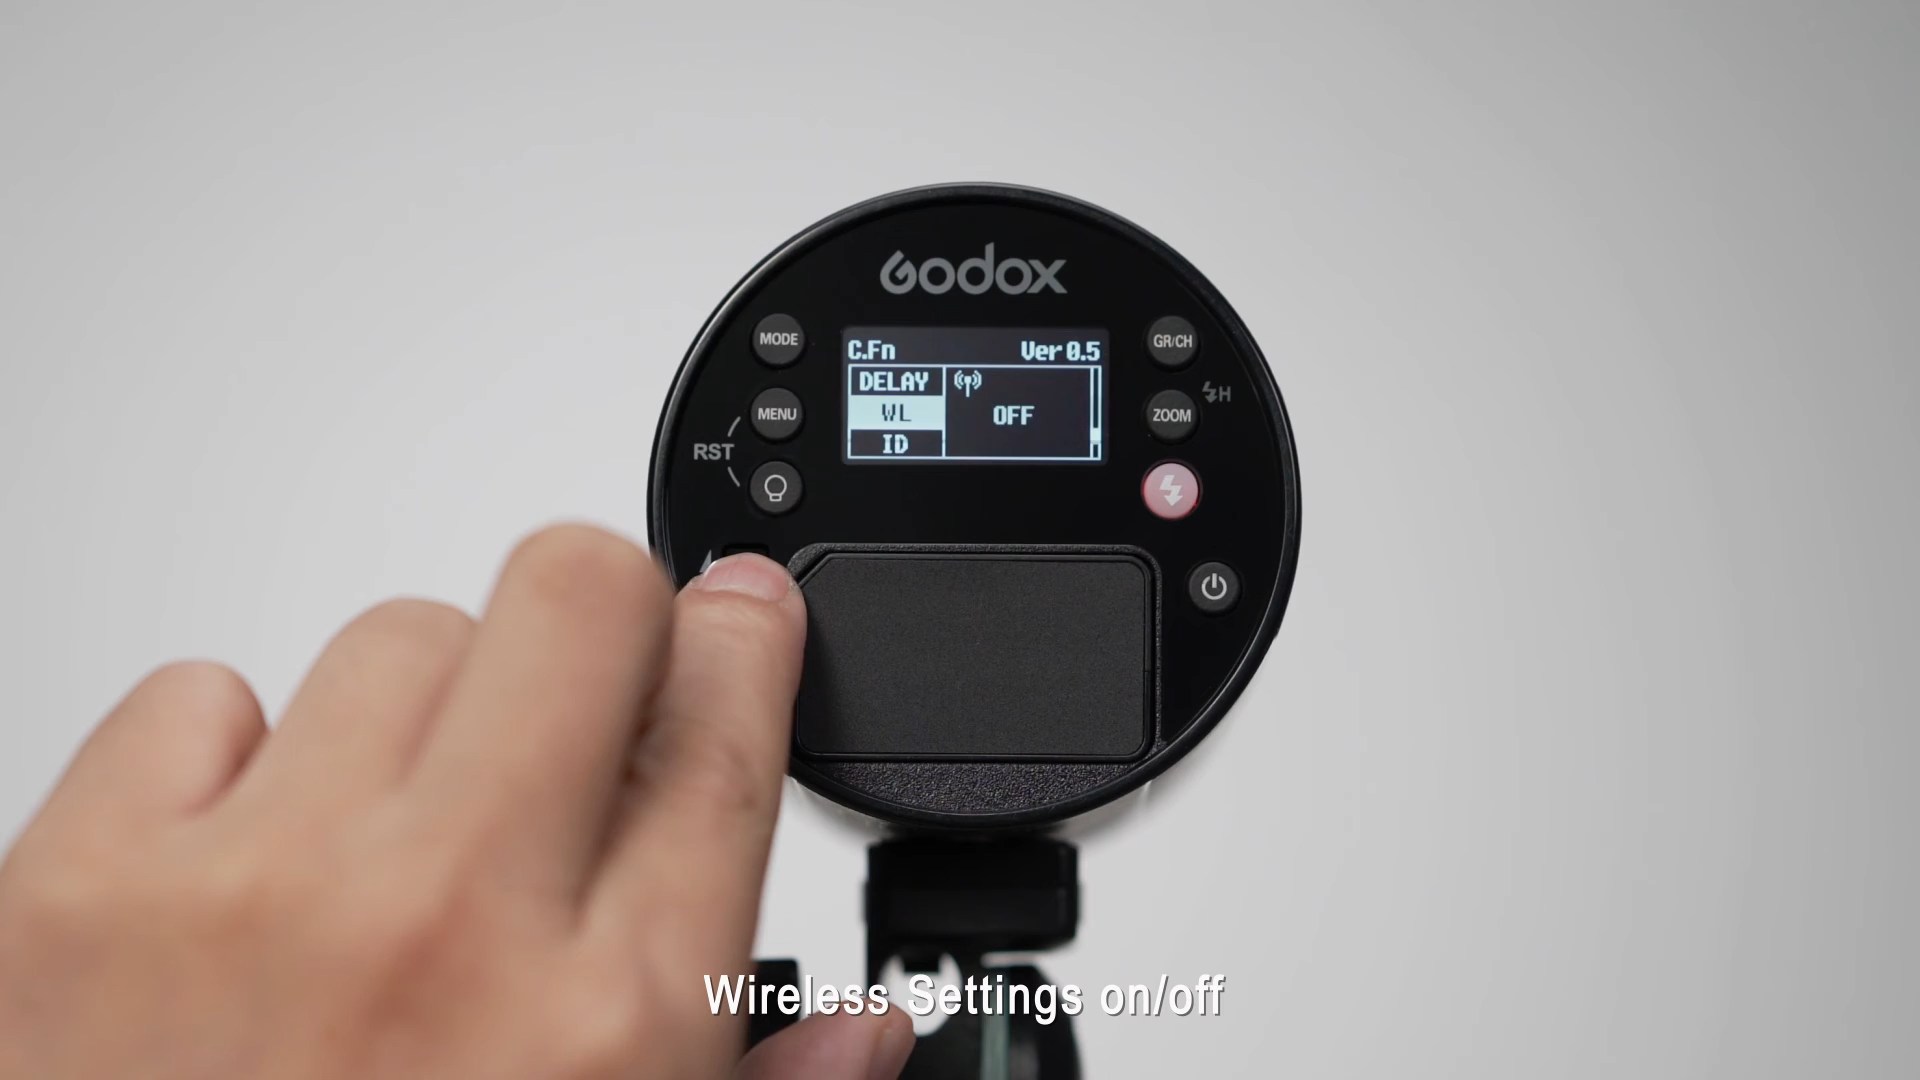 Godox
MODE
GR/CH
C.Fn Ver 0.5
DELAY
WL OFF
ID
MENU
ZOOM
H
RST
Wireless Settings on/off